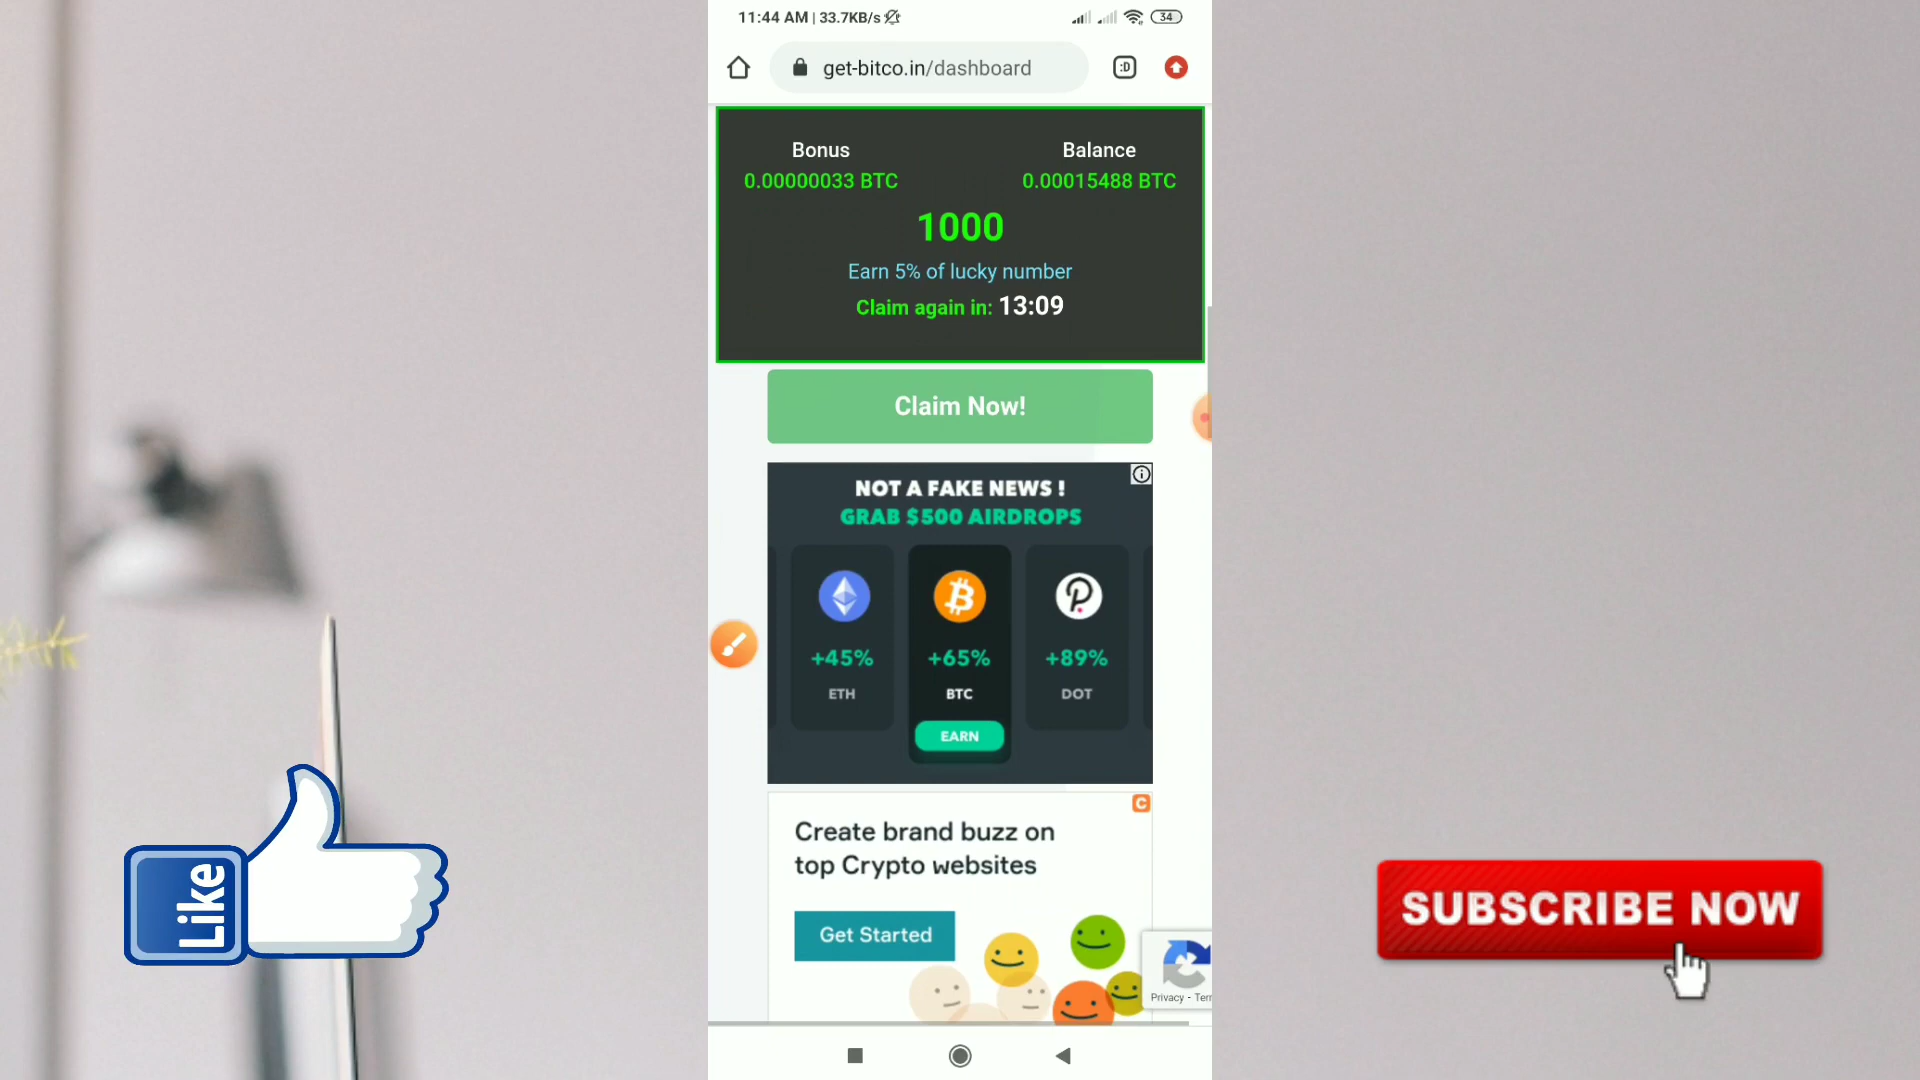 11:44 AM | 33.7KB/s
34
get-bitco.in/dashboard
:D
Bonus
Balance
0.00000033 BTC
0.00015488 BTC
1000
Earn 5% of lucky number
Claim again in: 13:09
Claim Now!
NOT A FAKE NEWS !
GRAB $500 AIRDROPS
+45%
+65%
+89%
ETH
BTC
DOT
EARN
C
Create brand buzz on
top Crypto websites
Get Started
Privacy - Ter
Like
SUBSCRIBE NOW